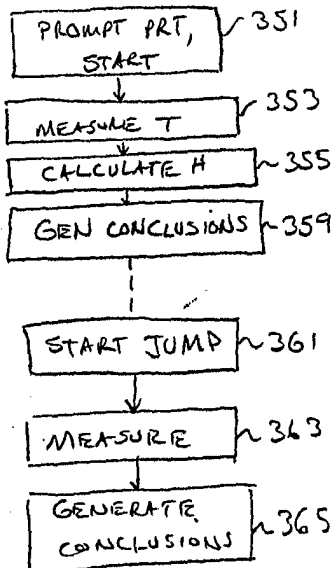 PROMPT PRT, 351
START
MEASURE T 353
CALCULATE H 355
GEN CONCLUSIONS 359
START JUMP 361
MEASURE 363
GENERATE
CONCLUSIONS 365